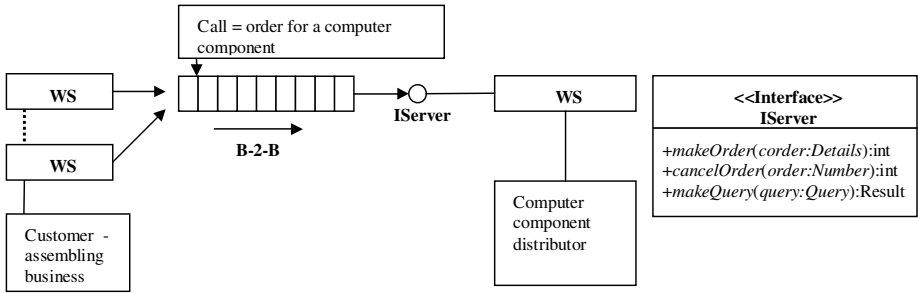 Call = order for a computer
component
WS
WS
IServer
B-2-B
WS
<<Interface>>
IServer
+makeOrder(corder:Details):int
+cancelOrder(order:Number):int
+makeQuery(query:Query):Result
Customer -
assembling
business
Computer
component
distributor